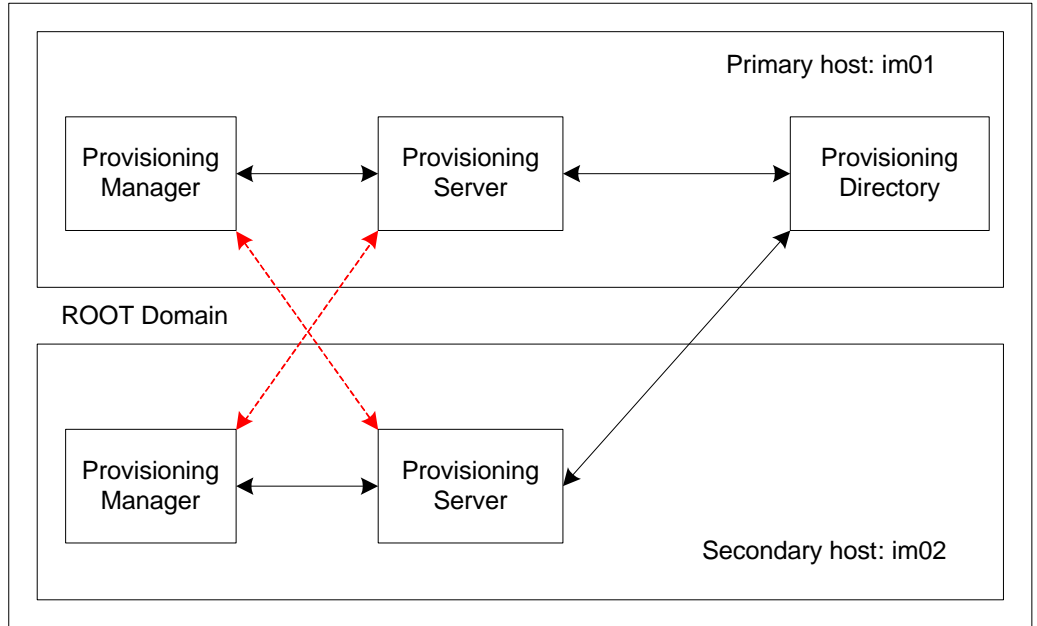 Primary host: im01
Provisioning
Manager
Provisioning
Server
Provisioning
Directory
ROOT Domain
Provisioning
Manager
Provisioning
Server
Secondary host: im02